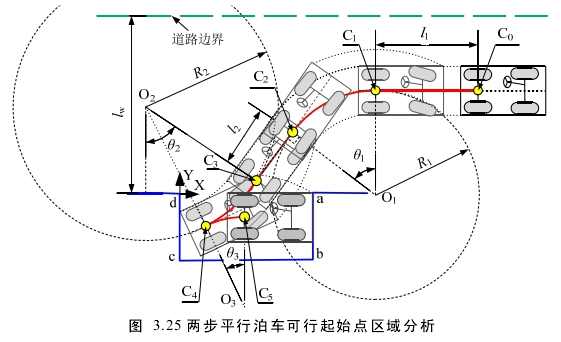 道路边界
C₁
l₁
C₀
R₂
C₂
O₂
l_w
l₂
θ₂
θ₁
R₁
C₃
Y
X
d
a
O₁
θ₃
c
b
C₄
O₃
C₅
图 3.25 两步平行泊车可行起始点区域分析